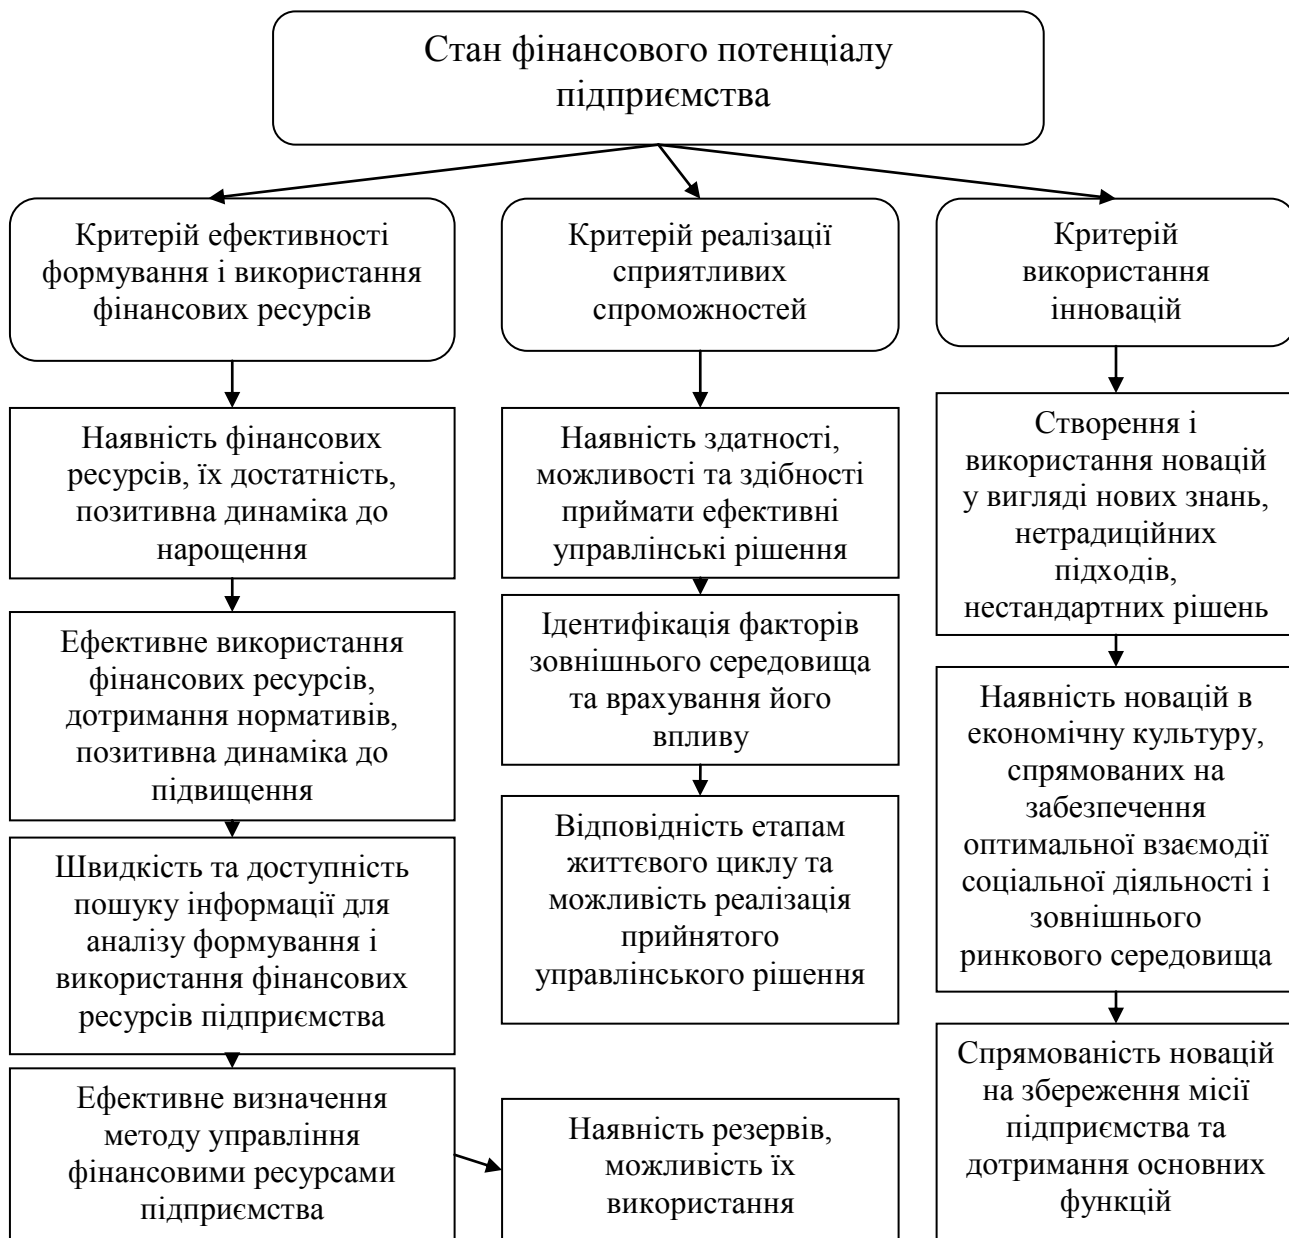 Стан фінансового потенціалу
підприємства
Критерій ефективності
формування і використання
фінансових ресурсів
Критерій реалізації
сприятливих
спроможностей
Критерій
використання
інновацій
Наявність фінансових
ресурсів, їх достатність,
позитивна динаміка до
нарощення
Ефективне використання
фінансових ресурсів,
дотримання нормативів,
позитивна динаміка до
підвищення
Швидкість та доступність
пошуку інформації для
аналізу формування і
використання фінансових
ресурсів підприємства
Ефективне визначення
методу управління
фінансовими ресурсами
підприємства
Наявність здатності,
можливості та здібності
приймати ефективні
управлінські рішення
Ідентифікація факторів
зовнішнього середовища
та врахування його
впливу
Відповідність етапам
життєвого циклу та
можливість реалізація
прийнятого
управлінського рішення
Наявність резервів,
можливість їх
використання
Створення і
використання новацій
у вигляді нових знань,
нетрадиційних
підходів,
нестандартних рішень
Наявність новацій в
економічну культуру,
спрямованих на
забезпечення
оптимальної взаємодії
соціальної діяльності і
зовнішнього
ринкового середовища
Спрямованість новацій
на збереження місії
підприємства та
дотримання основних
функцій